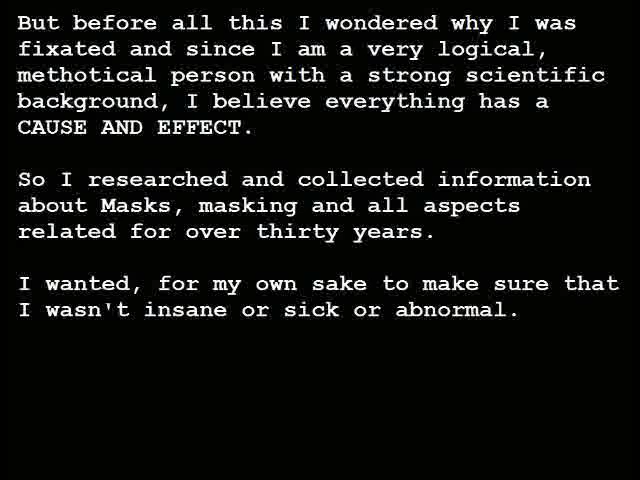 But before all this I wondered why I was
fixated and since I am a very logical,
methotical person with a strong scientific
background, I believe everything has a
CAUSE AND EFFECT.
So I researched and collected information
about Masks, masking and all aspects
related for over thirty years.
I wanted, for my own sake to make sure that
I wasn't insane or sick or abnormal.